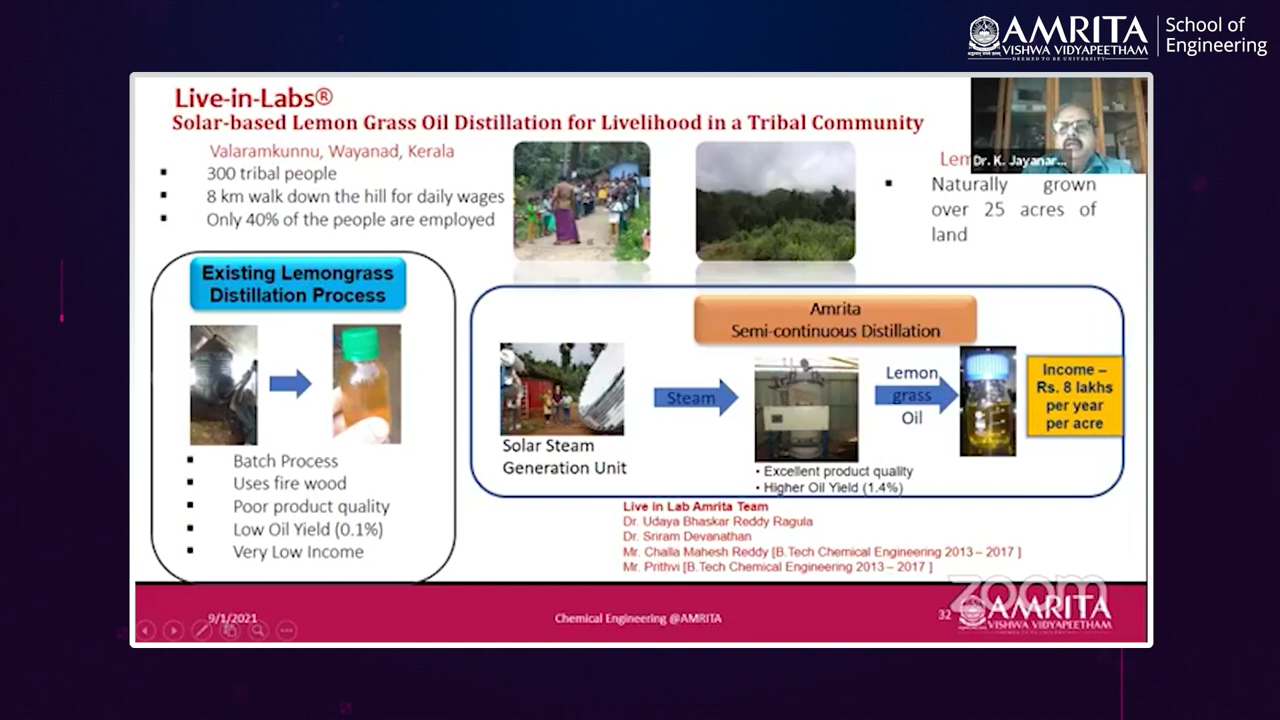 AMRITA
VISHWA VIDYAPEETHAM
DEEMED TO BE UNIVERSITY
School of
Engineering
Live-in-Labs®
Solar-based Lemon Grass Oil Distillation for Livelihood in a Tribal Community
Dr. K. Jayanar...
Valaramkunnu, Wayanad, Kerala
300 tribal people
8 km walk down the hill for daily wages
Only 40% of the people are employed
Naturally grown
over 25 acres of
land
Existing Lemongrass
Distillation Process
Batch Process
Uses fire wood
Poor product quality
Low Oil Yield (0.1%)
Very Low Income
Amrita
Semi-continuous Distillation
Solar Steam
Generation Unit
Steam
• Excellent product quality
• Higher Oil Yield (1.4%)
Lemon
grass
Oil
Income –
Rs. 8 lakhs
per year
per acre
Live in Lab Amrita Team
Dr. Udaya Bhaskar Reddy Ragula
Dr. Sriram Devanathan
Mr. Challa Mahesh Reddy [B.Tech Chemical Engineering 2013 – 2017 ]
Mr. Prithvi [B.Tech Chemical Engineering 2013 – 2017 ]
zoom
9/1/2021
Chemical Engineering @AMRITA
32
AMRITA
VISHWA VIDYAPEETHAM